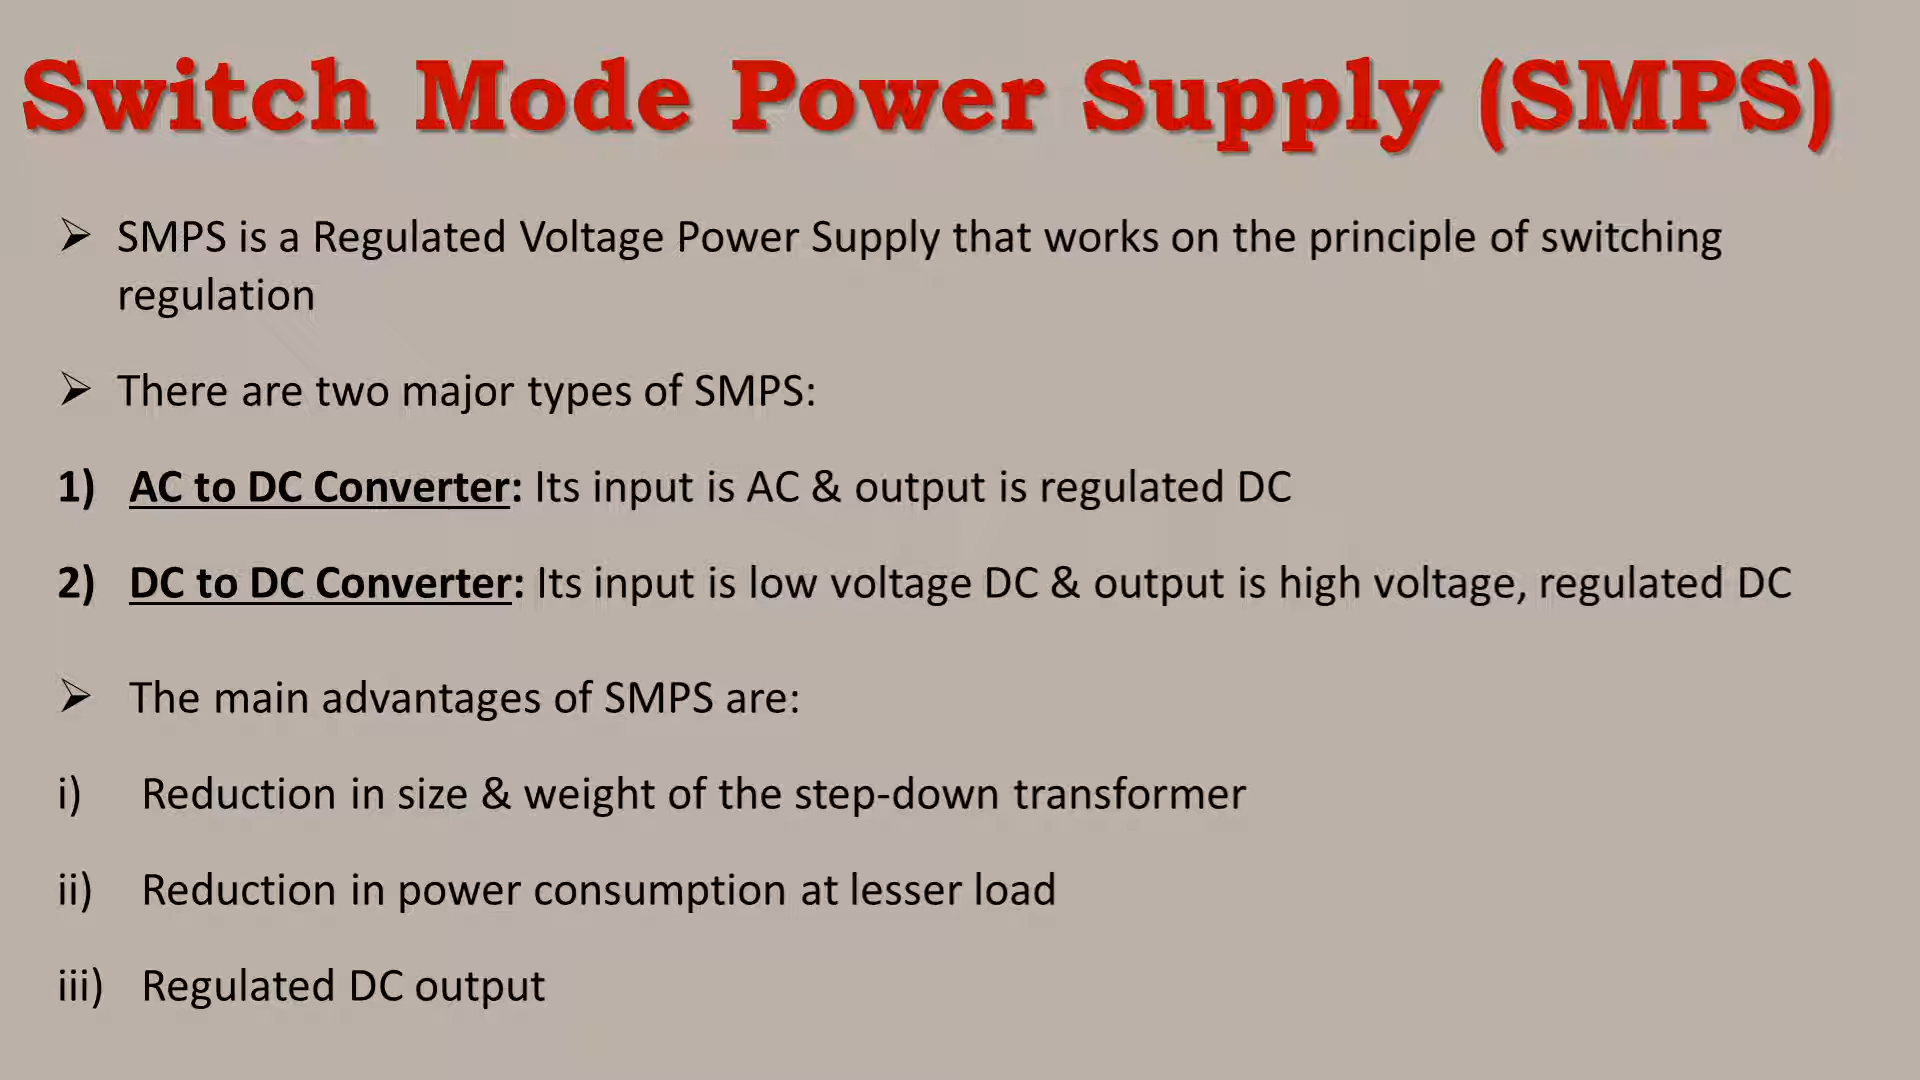 Switch Mode Power Supply (SMPS)
➢ SMPS is a Regulated Voltage Power Supply that works on the principle of switching
regulation
➢ There are two major types of SMPS:
1) AC to DC Converter: Its input is AC & output is regulated DC
2) DC to DC Converter: Its input is low voltage DC & output is high voltage, regulated DC
➢ The main advantages of SMPS are:
i) Reduction in size & weight of the step-down transformer
ii) Reduction in power consumption at lesser load
iii) Regulated DC output